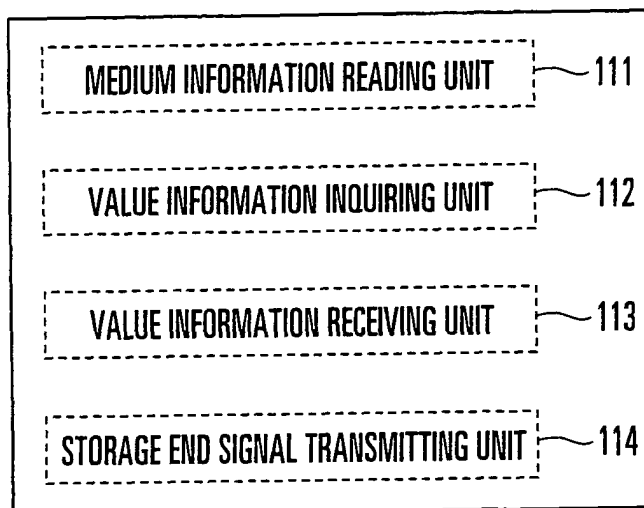 MEDIUM INFORMATION READING UNIT 111
VALUE INFORMATION INQUIRING UNIT 112
VALUE INFORMATION RECEIVING UNIT 113
STORAGE END SIGNAL TRANSMITTING UNIT 114